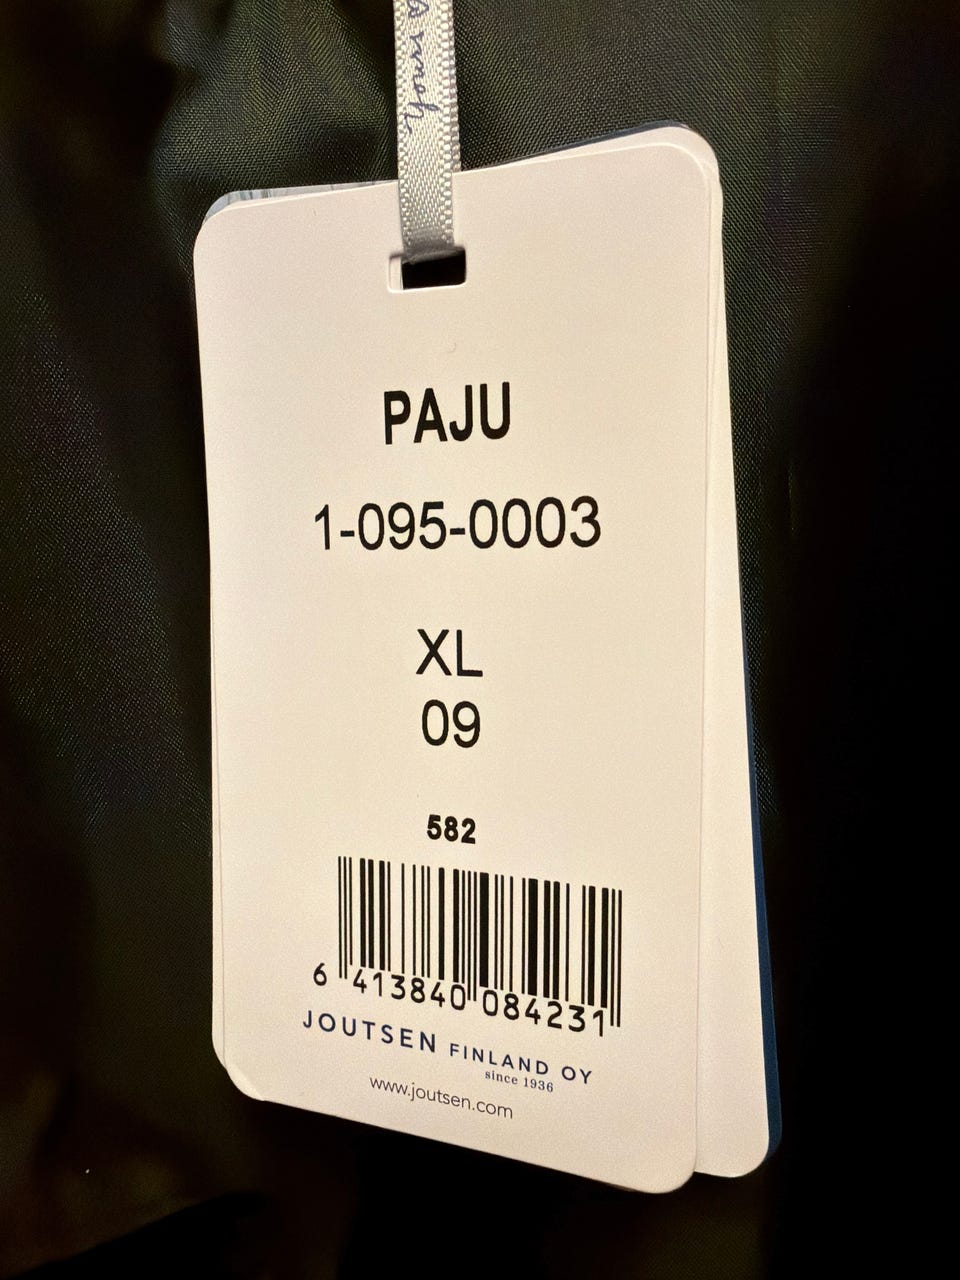 PAJU
1-095-0003
XL
09
582
6 413840 084231
JOUTSEN FINLAND OY
since 1936
www.joutsen.com